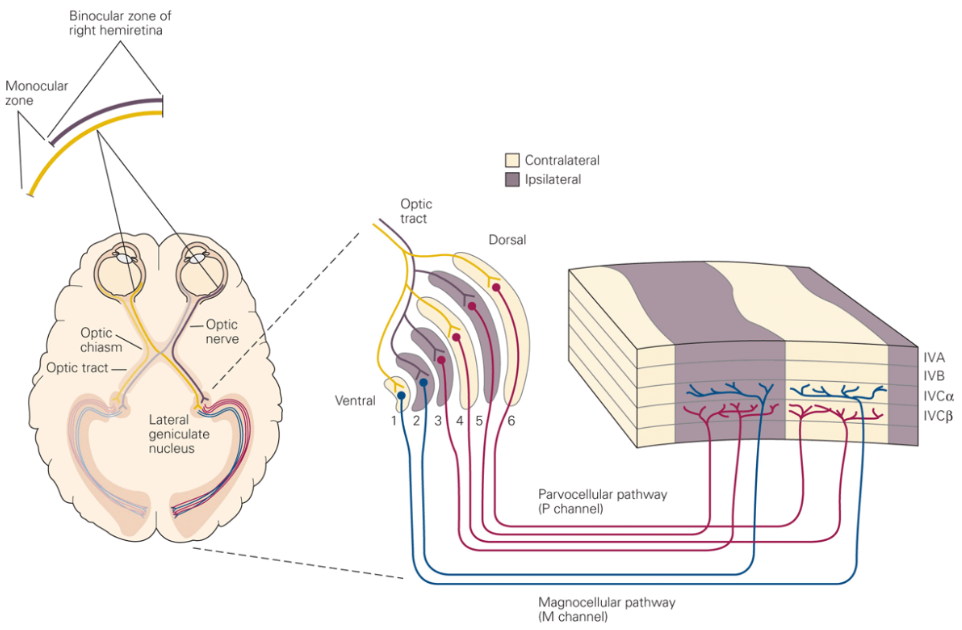 Binocular zone of
right hemiretina
Monocular
zone
Contralateral
Ipsilateral
Optic
tract
Dorsal
Optic
chiasm
Optic
nerve
Optic tract
Lateral
geniculate
nucleus
Ventral
1 2 3 4 5 6
IVA
IVB
IVCα
IVCβ
Parvocellular pathway
(P channel)
Magnocellular pathway
(M channel)